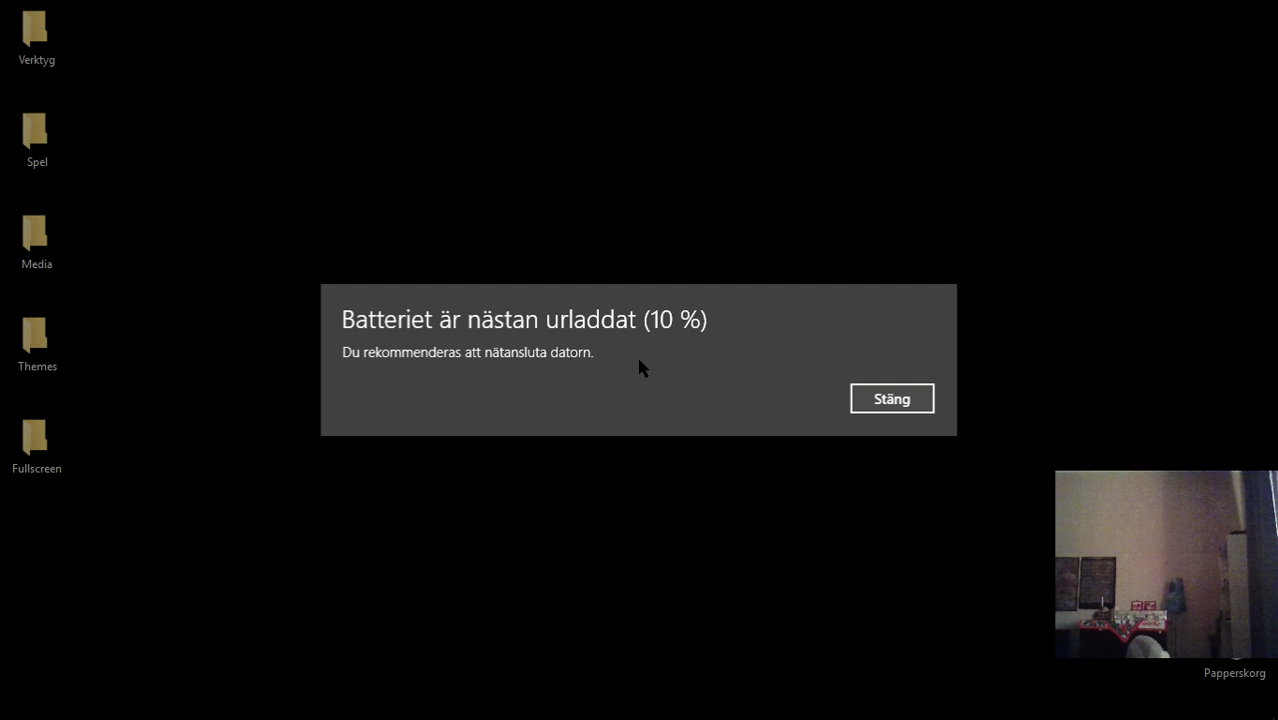 Verktyg
Spel
Media
Themes
Fullscreen
Batteriet är nästan urladdat (10 %)
Du rekommenderas att nätansluta datorn.
Stäng
Papperskorg